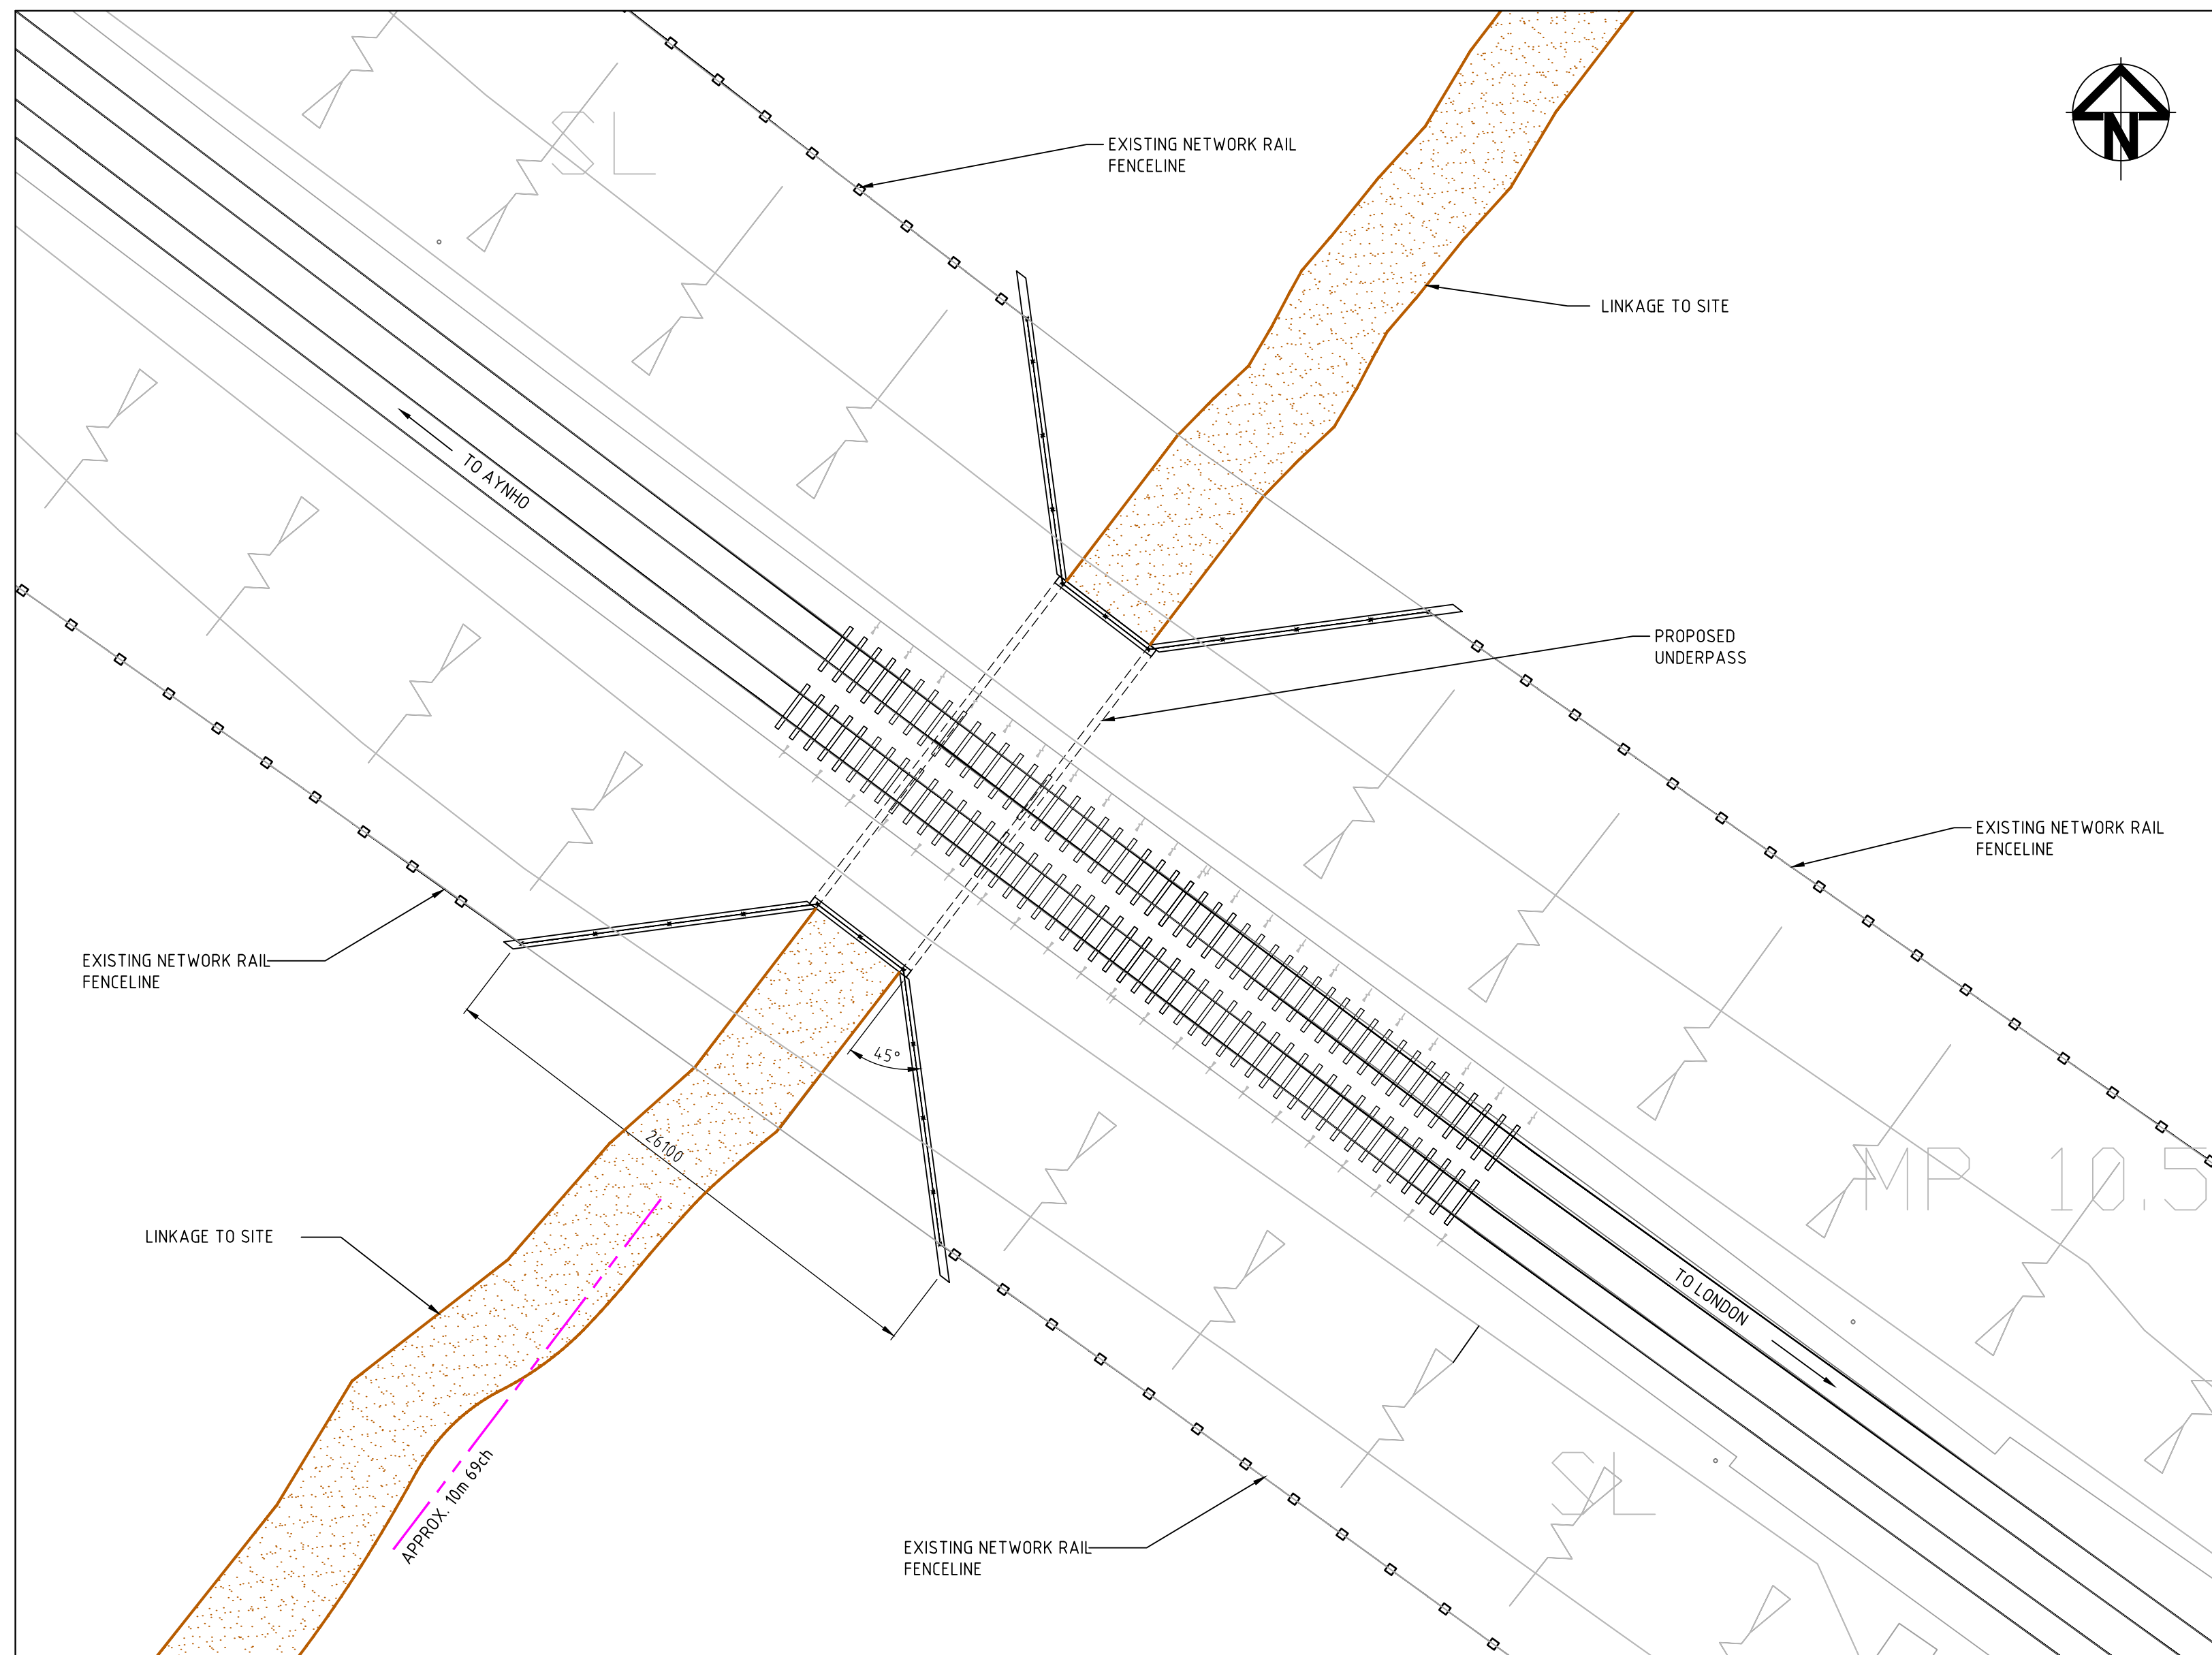 EXISTING NETWORK RAIL
FENCELINE
N
SL
LINKAGE TO SITE
TO AYNHO
PROPOSED
UNDERPASS
EXISTING NETWORK RAIL
FENCELINE
EXISTING NETWORK RAIL
FENCELINE
45°
26100
MP 10.5
LINKAGE TO SITE
TO LONDON
APPROX. 10m 69ch
SL
EXISTING NETWORK RAIL
FENCELINE